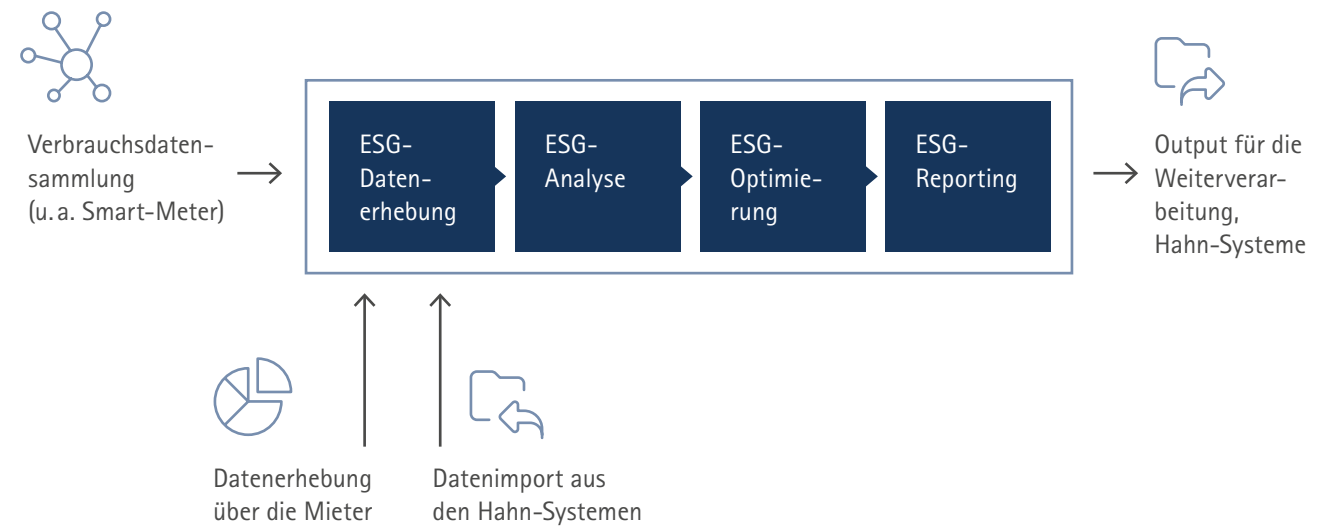 Verbrauchsdaten-
sammlung
(u. a. Smart-Meter)
ESG-
Daten-
erhebung
ESG-
Analyse
ESG-
Optimie-
rung
ESG-
Reporting
Output für die
Weiterverar-
beitung,
Hahn-Systeme
Datenerhebung
über die Mieter
Datenimport aus
den Hahn-Systemen